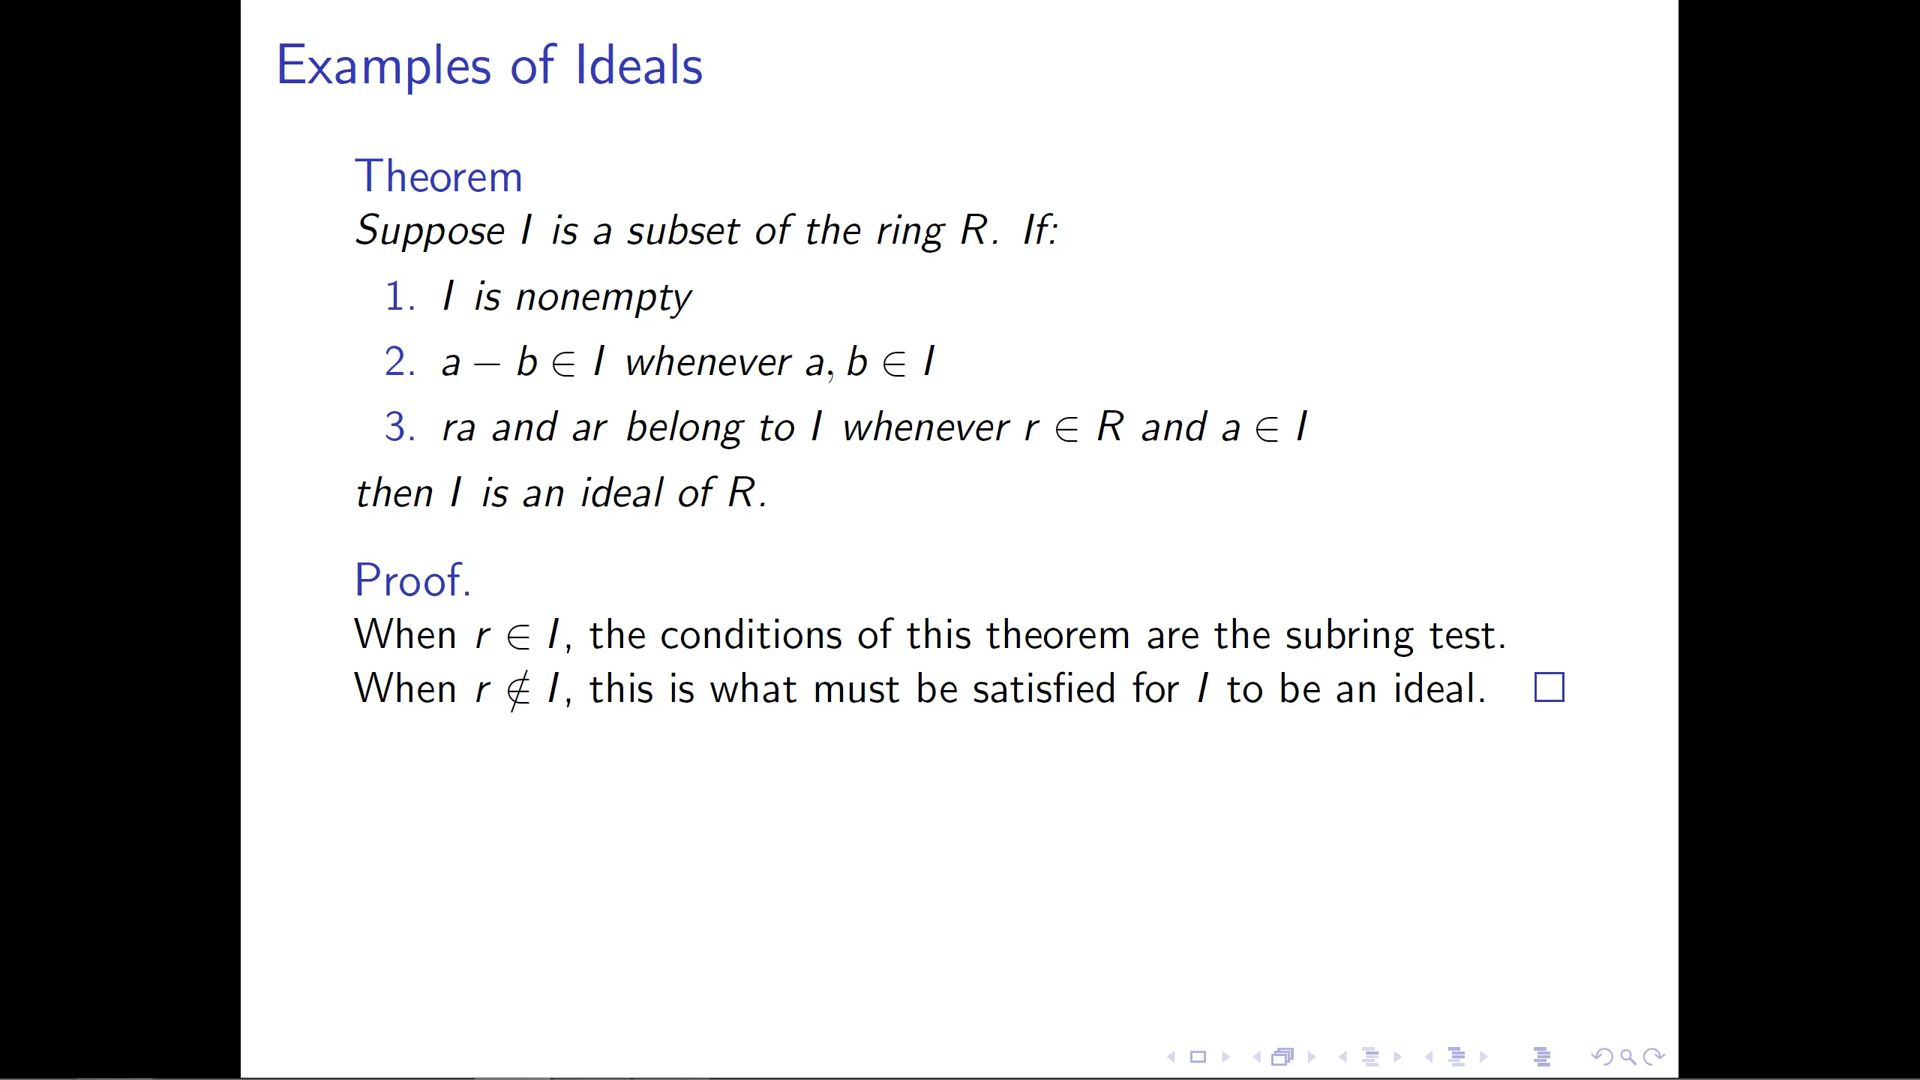 Examples of Ideals
Theorem
Suppose I is a subset of the ring R. If:
1. I is nonempty
2. a − b ∈ I whenever a, b ∈ I
3. ra and ar belong to I whenever r ∈ R and a ∈ I
then I is an ideal of R.
Proof.
When r ∈ I, the conditions of this theorem are the subring test.
When r ∉ I, this is what must be satisfied for I to be an ideal. □